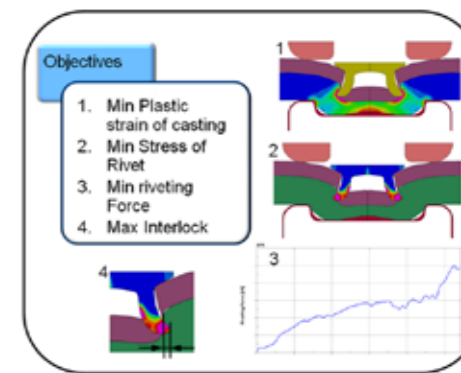 Objectives
1. Min Plastic
strain of casting
2. Min Stress of
Rivet
3. Min riveting
Force
4. Max Interlock
1
2
3
4